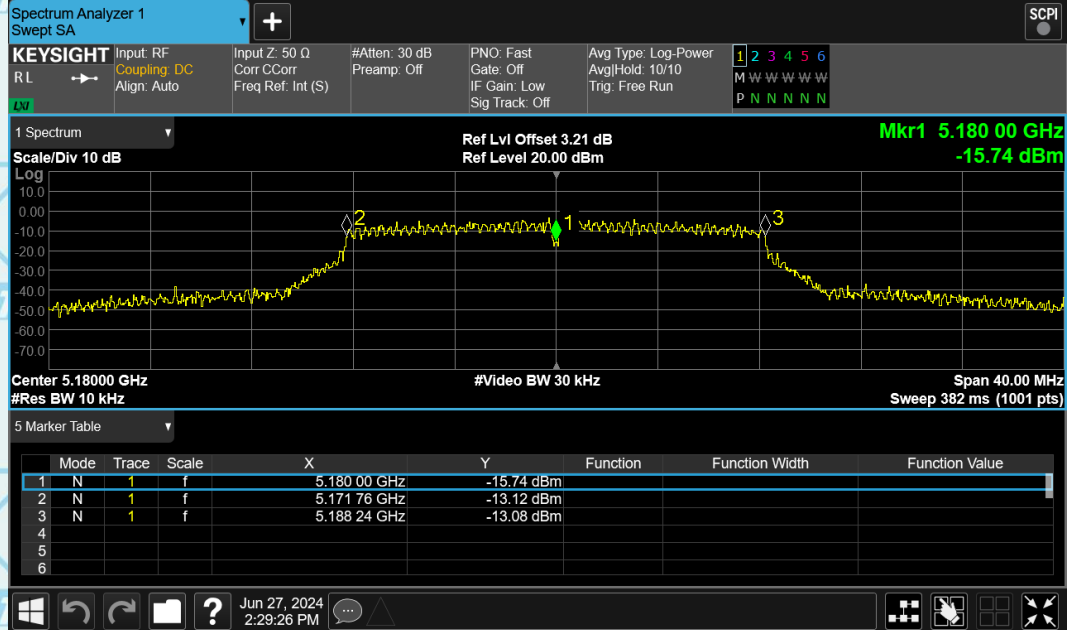 Spectrum Analyzer 1
Swept SA
+
SCPI
KEYSIGHT
R L
LXI
Input: RF
Coupling: DC
Align: Auto
Input Z: 50 Ω
Corr CCorr
Freq Ref: Int (S)
#Atten: 30 dB
Preamp: Off
PNO: Fast
Gate: Off
IF Gain: Low
Sig Track: Off
Avg Type: Log-Power
Avg|Hold: 10/10
Trig: Free Run
1 2 3 4 5 6
M W W W W W
P N N N N N
1 Spectrum
Scale/Div 10 dB
Ref Lvl Offset 3.21 dB
Ref Level 20.00 dBm
Mkr1 5.180 00 GHz
-15.74 dBm
Log
10.0
0.00
-10.0
-20.0
-30.0
-40.0
-50.0
-60.0
-70.0
2
1
3
Center 5.18000 GHz
#Video BW 30 kHz
Span 40.00 MHz
#Res BW 10 kHz
Sweep 382 ms (1001 pts)
5 Marker Table
Mode Trace Scale X Y Function Function Width Function Value
1 N 1 f 5.180 00 GHz -15.74 dBm
2 N 1 f 5.171 76 GHz -13.12 dBm
3 N 1 f 5.188 24 GHz -13.08 dBm
4
5
6
?
Jun 27, 2024
2:29:26 PM